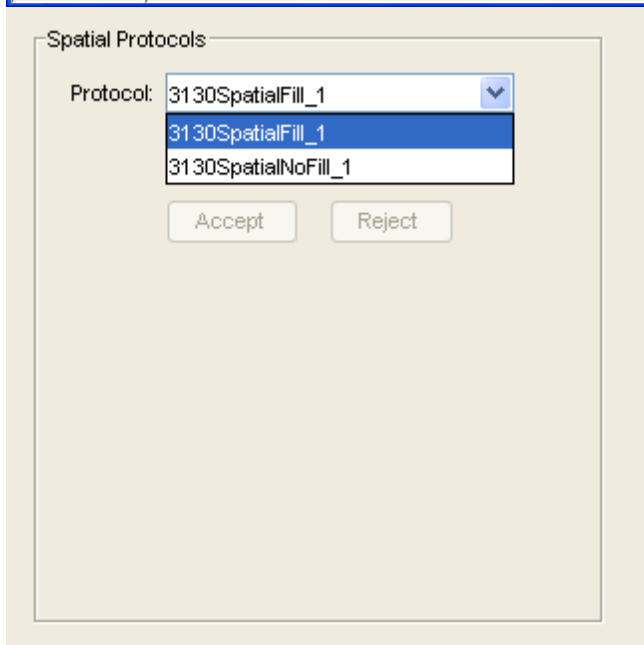 Spatial Protocols
Protocol: 3130SpatialFill_1
3130SpatialFill_1
3130SpatialNoFill_1
Accept Reject